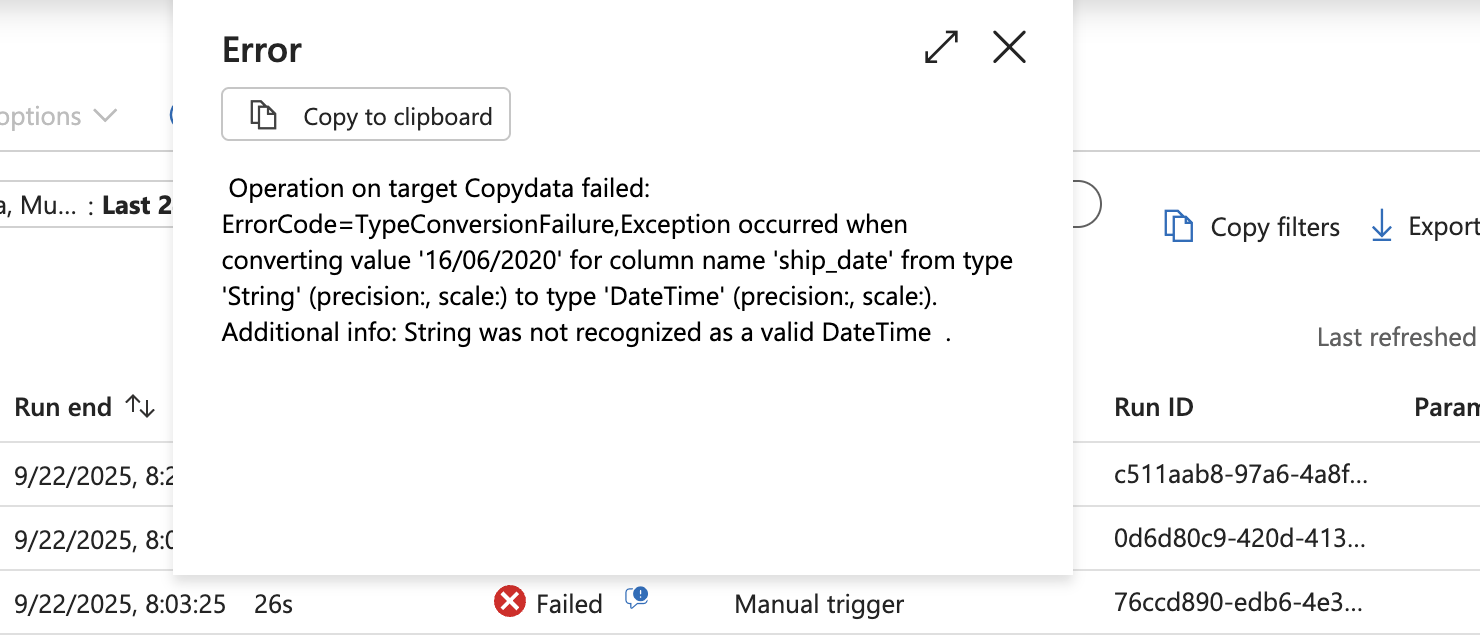 Error
Copy to clipboard
options
Operation on target Copydata failed:
ErrorCode=TypeConversionFailure,Exception occurred when
converting value '16/06/2020' for column name 'ship_date' from type
'String' (precision:, scale:) to type 'DateTime' (precision:, scale:).
Additional info: String was not recognized as a valid DateTime .
a, Mu... : Last 2
Copy filters
Export
Last refreshed
Run end
Run ID
Param
9/22/2025, 8:2
c511aab8-97a6-4a8f...
9/22/2025, 8:0
0d6d80c9-420d-413...
9/22/2025, 8:03:25 26s Failed Manual trigger 76ccd890-edb6-4e3...